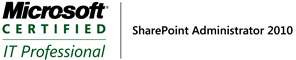 Microsoft®
CERTIFIED
IT Professional
SharePoint Administrator 2010